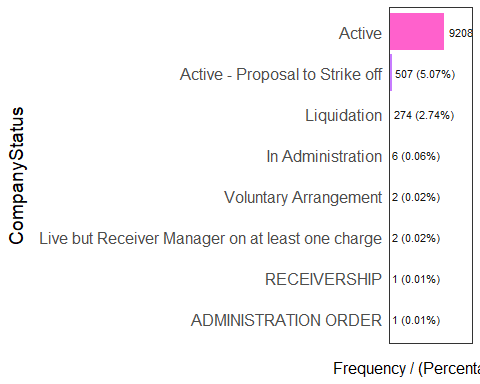 CompanyStatus
Active 9208
Active - Proposal to Strike off 507 (5.07%)
Liquidation 274 (2.74%)
In Administration 6 (0.06%)
Voluntary Arrangement 2 (0.02%)
Live but Receiver Manager on at least one charge 2 (0.02%)
RECEIVERSHIP 1 (0.01%)
ADMINISTRATION ORDER 1 (0.01%)
Frequency / (Percenta